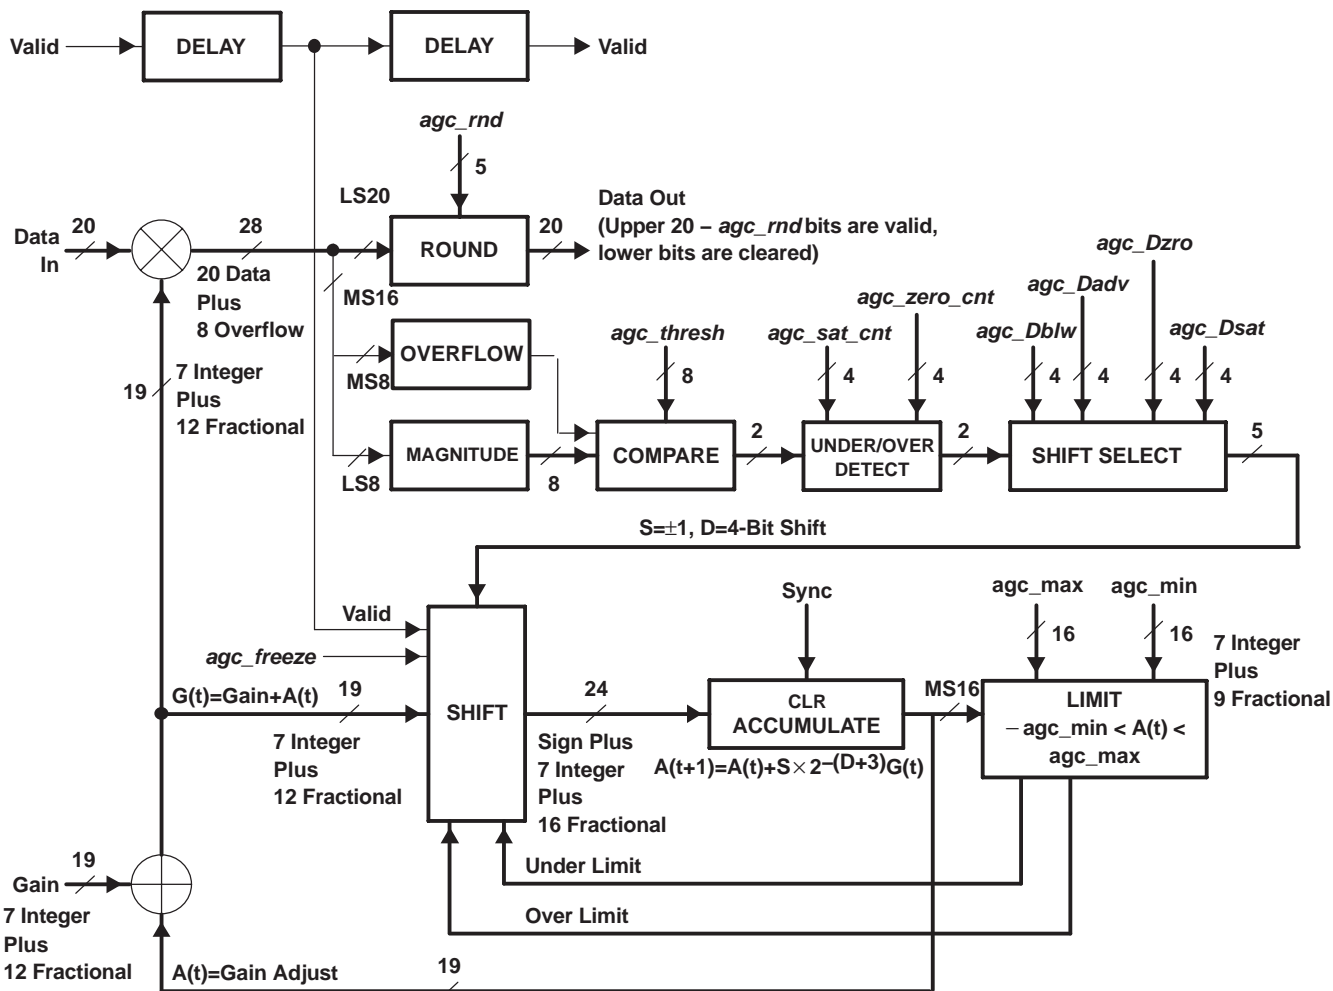 Valid
DELAY
DELAY
Valid
agc_rnd
5
LS20
Data
In
20
28
20 Data
Plus
8 Overflow
ROUND
20
Data Out
(Upper 20 – agc_rnd bits are valid,
lower bits are cleared)
MS16
OVERFLOW
MS8
MAGNITUDE
LS8
8
agc_thresh
8
COMPARE
2
agc_sat_cnt
4
agc_zero_cnt
4
UNDER/OVER
DETECT
2
agc_Dblw
4
agc_Dadv
4
agc_Dzro
4
agc_Dsat
4
SHIFT SELECT
5
19
7 Integer
Plus
12 Fractional
S=±1, D=4-Bit Shift
Valid
agc_freeze
G(t)=Gain+A(t)
19
7 Integer
Plus
12 Fractional
SHIFT
24
Sign Plus
7 Integer
Plus
16 Fractional
Sync
CLR
ACCUMULATE
A(t+1)=A(t)+S×2–(D+3)G(t)
MS16
agc_max
16
agc_min
16
7 Integer
Plus
9 Fractional
LIMIT
–agc_min < A(t) <
agc_max
Under Limit
Over Limit
Gain
19
7 Integer
Plus
12 Fractional
A(t)=Gain Adjust
19